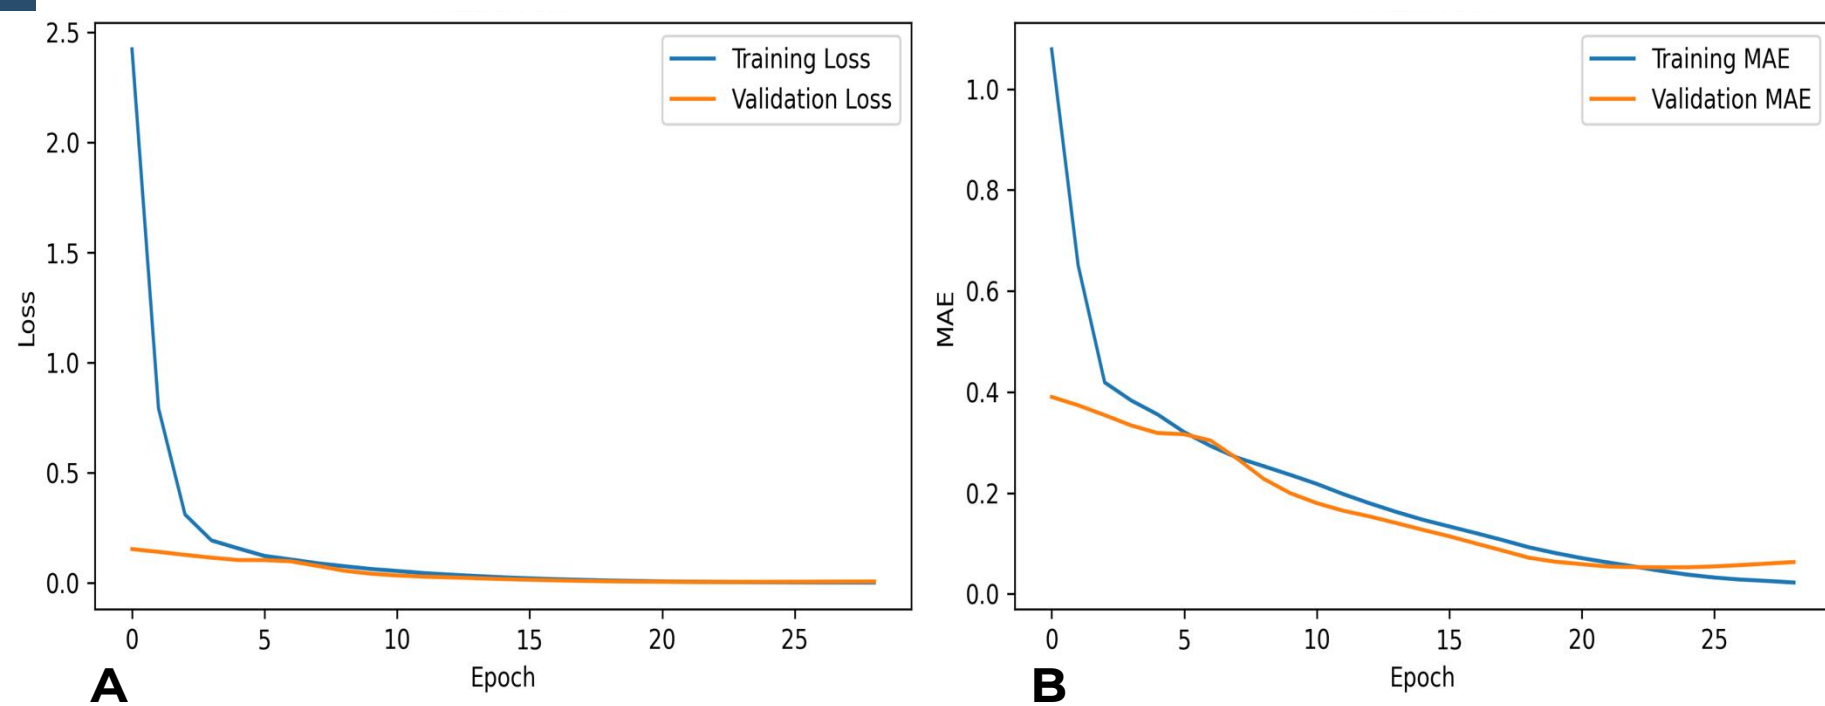 2.5
2.0
1.5
1.0
0.5
0.0
Loss
Training Loss
Validation Loss
0 5 10 15 20 25
Epoch
A
1.0
0.8
0.6
0.4
0.2
0.0
MAE
Training MAE
Validation MAE
0 5 10 15 20 25
Epoch
B